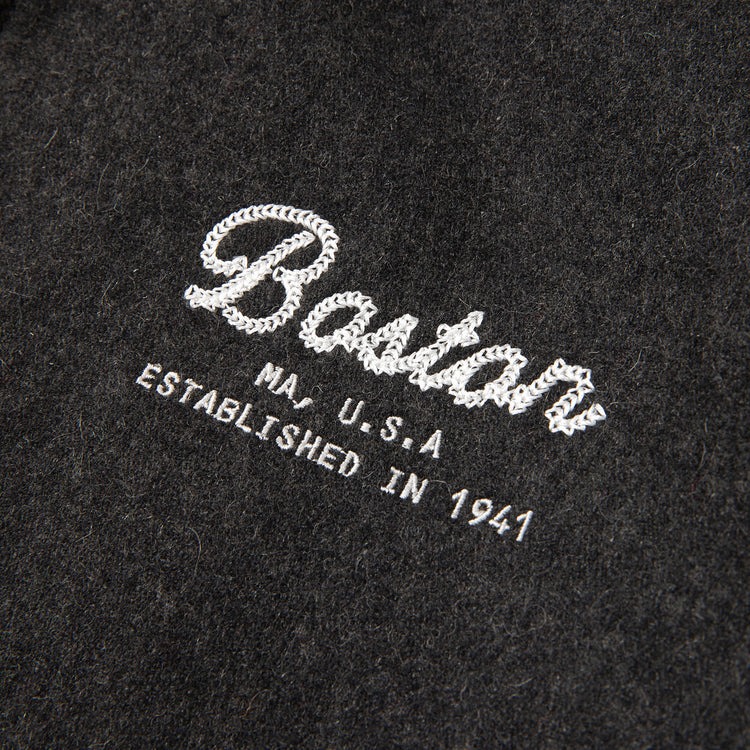 Boston
MA, U.S.A
ESTABLISHED IN 1941